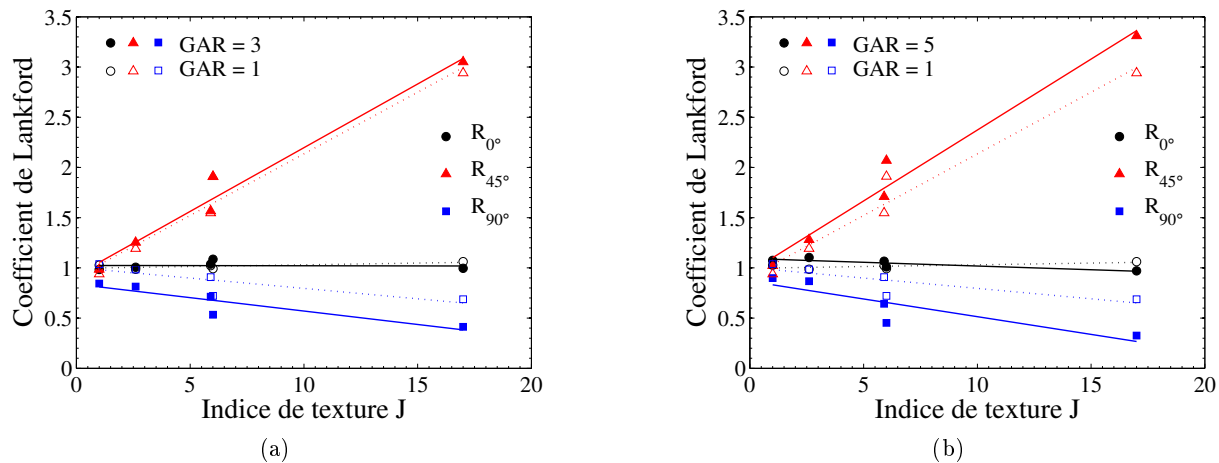 3.5
3
2.5
2
1.5
1
0.5
0
Coefficient de Lankford
GAR = 3
GAR = 1
R0°
R45°
R90°
0 5 10 15 20
Indice de texture J
(a)
3.5
3
2.5
2
1.5
1
0.5
0
Coefficient de Lankford
GAR = 5
GAR = 1
R0°
R45°
R90°
0 5 10 15 20
Indice de texture J
(b)